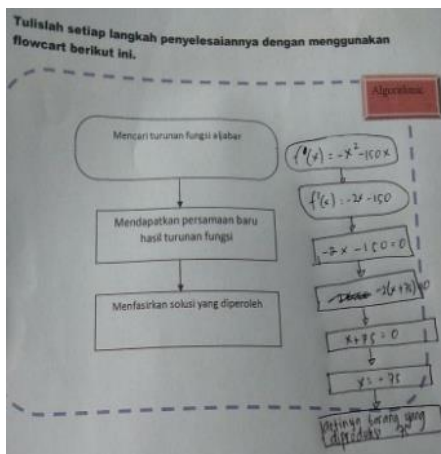 Tulislah setiap langkah penyelesaiannya dengan menggunakan
flowcart berikut ini.
Algoritma
Mencari turunan fungsi aljabar
Mendapatkan persamaan baru
hasil turunan fungsi
Menfasirkan solusi yang diperoleh
f(x) = -x² -150x
f'(x) = -2x -150
-2x -150 = 0
-2(x+75) = 0
x+75 = 0
x = -75
barang yang
diproduksi 75